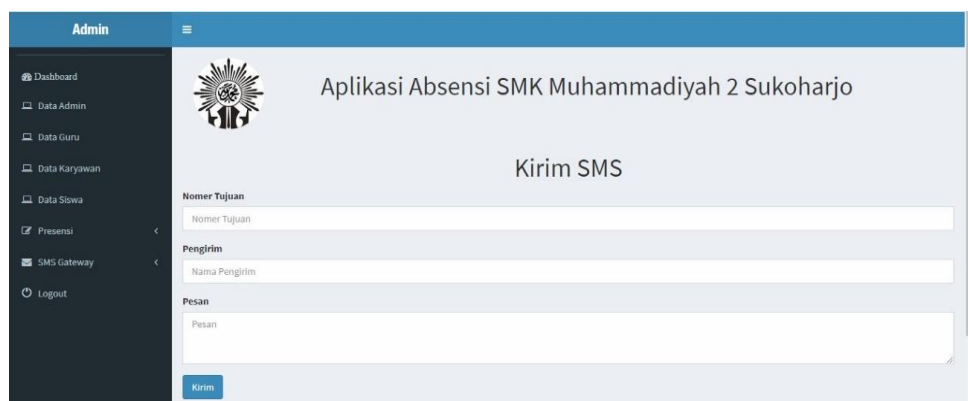 Admin
Dashboard
Data Admin
Data Guru
Data Karyawan
Data Siswa
Presensi
SMS Gateway
Logout
Aplikasi Absensi SMK Muhammadiyah 2 Sukoharjo
Kirim SMS
Nomer Tujuan
Nomer Tujuan
Pengirim
Nama Pengirim
Pesan
Pesan
Kirim